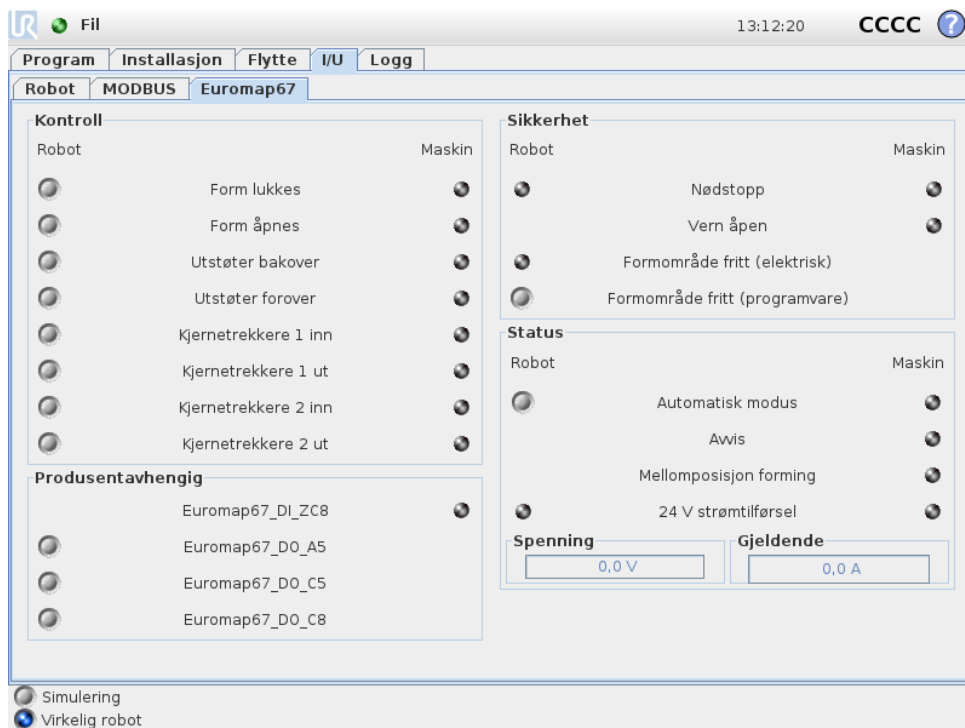 UR Fil 13:12:20 CCCC ?
Program Installasjon Flytte I/U Logg
Robot MODBUS Euromap67
Kontroll
Robot Maskin
Form lukkes
Form åpnes
Utstøter bakover
Utstøter forover
Kjernetrekkere 1 inn
Kjernetrekkere 1 ut
Kjernetrekkere 2 inn
Kjernetrekkere 2 ut
Produsentavhengig
Euromap67_DI_ZC8
Euromap67_DO_A5
Euromap67_DO_C5
Euromap67_DO_C8
Sikkerhet
Robot Maskin
Nødstopp
Vern åpen
Formområde fritt (elektrisk)
Formområde fritt (programvare)
Status
Robot Maskin
Automatisk modus
Avvis
Mellomposisjon forming
24 V strømtilførsel
Spenning Gjeldende
0,0 V 0,0 A
Simulering
Virkelig robot